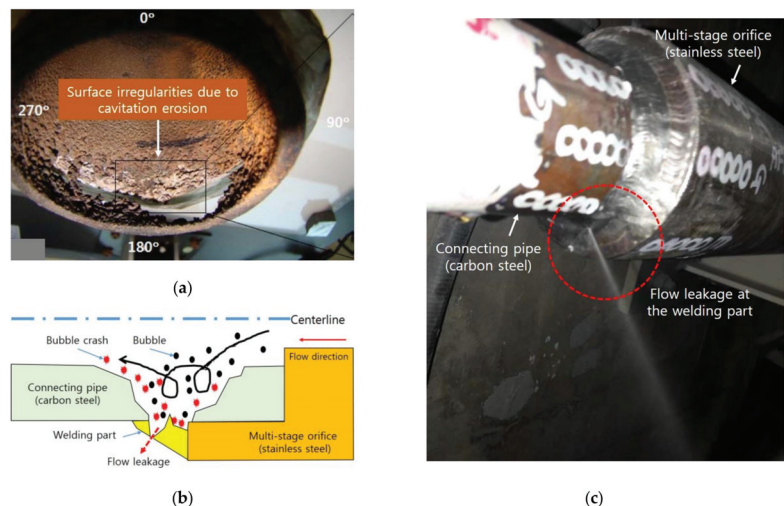 0°
Surface irregularities due to
cavitation erosion
270°
90°
180°
(a)
Centerline
Bubble crash
Bubble
Flow direction
Connecting pipe
(carbon steel)
Welding part
Multi-stage orifice
(stainless steel)
Flow leakage
(b)
Multi-stage orifice
(stainless steel)
Connecting pipe
(carbon steel)
Flow leakage at
the welding part
(c)